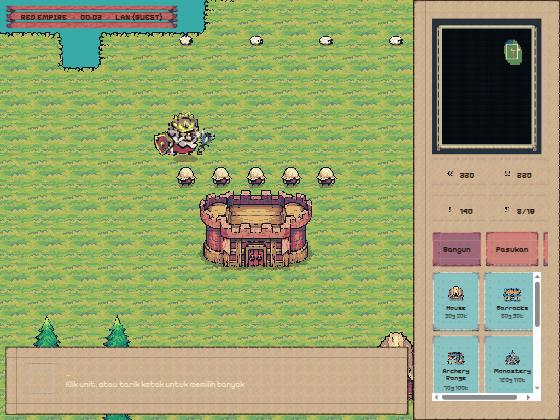 RED EMPIRE 00:03 LAN (GUEST)
320 220
140 8/18
Bangun Pasukan
House Barracks
Archery Range Monastery
Klik unit, atau tarik kotak untuk memilih banyak